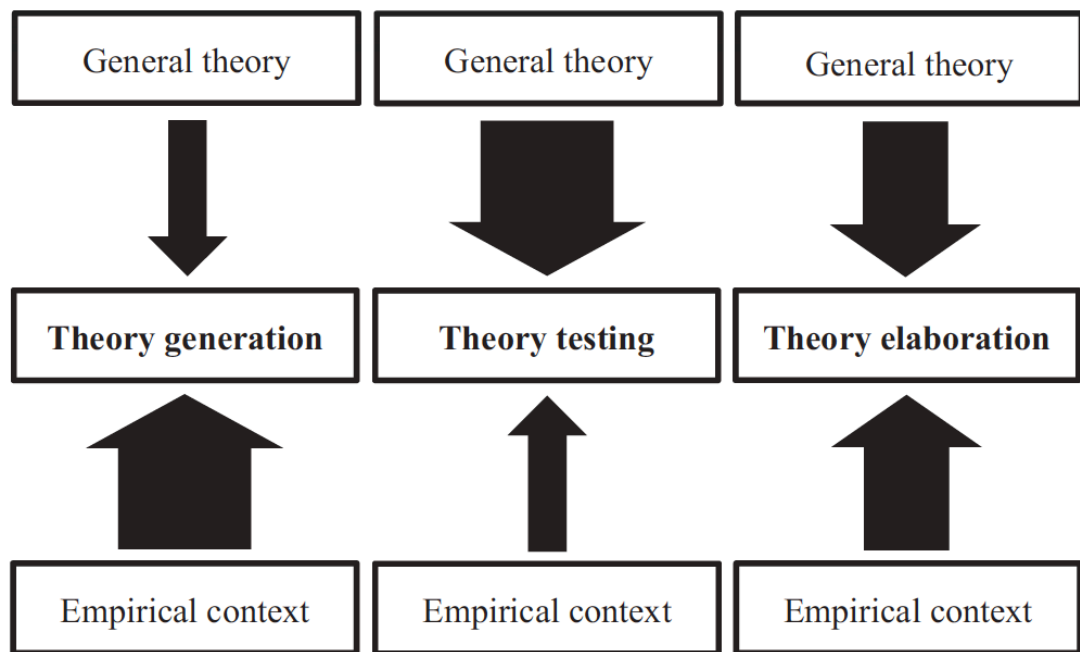 General theory
General theory
General theory
Theory generation
Theory testing
Theory elaboration
Empirical context
Empirical context
Empirical context